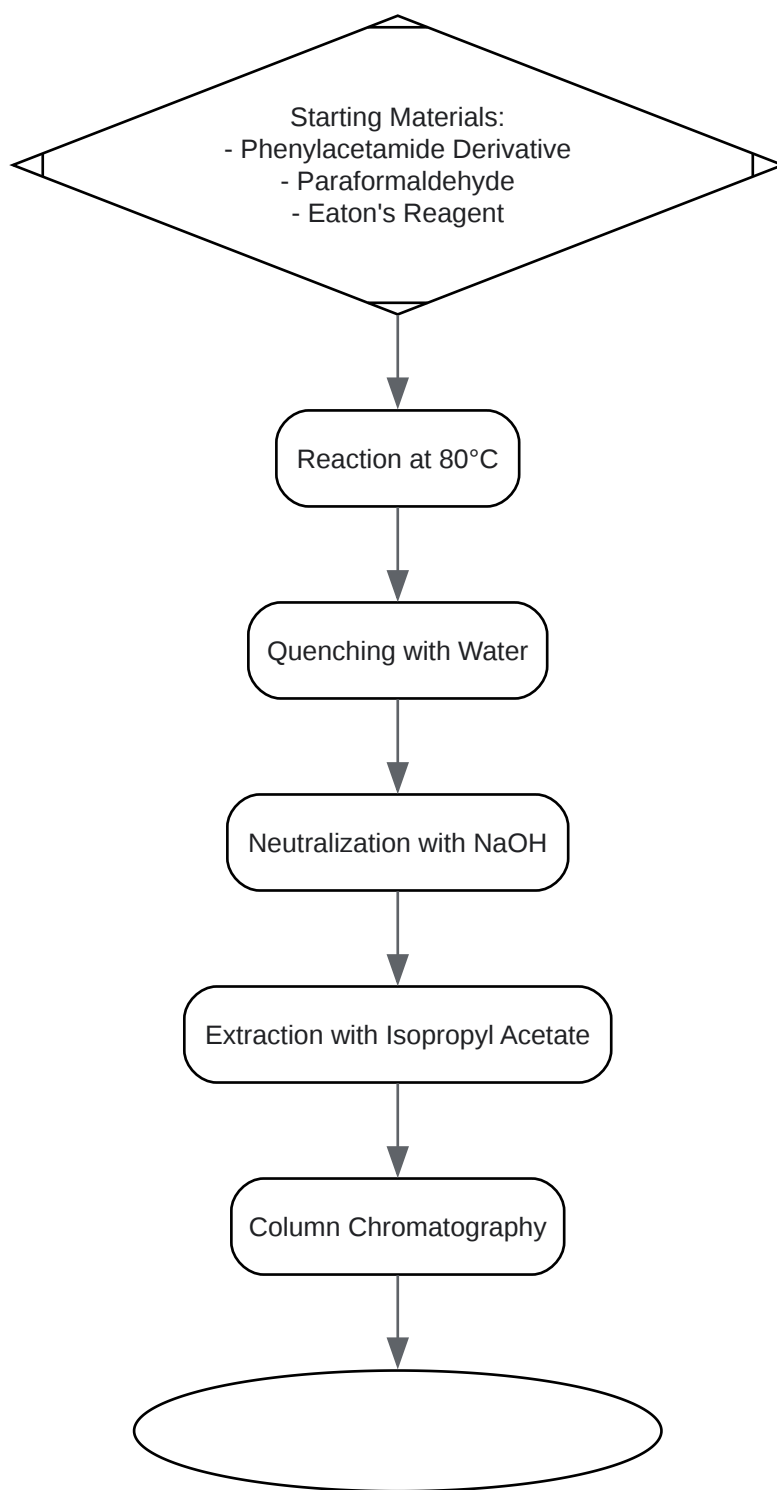 Starting Materials:
- Phenylacetamide Derivative
- Paraformaldehyde
- Eaton's Reagent
Reaction at 80°C
Quenching with Water
Neutralization with NaOH
Extraction with Isopropyl Acetate
Column Chromatography